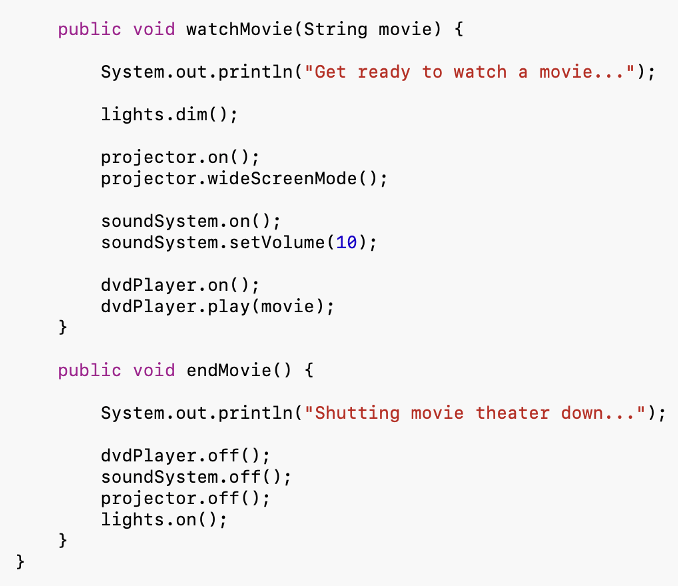 public void watchMovie(String movie) {
System.out.println("Get ready to watch a movie...");
lights.dim();
projector.on();
projector.wideScreenMode();
soundSystem.on();
soundSystem.setVolume(10);
dvdPlayer.on();
dvdPlayer.play(movie);
}
public void endMovie() {
System.out.println("Shutting movie theater down...");
dvdPlayer.off();
soundSystem.off();
projector.off();
lights.on();
}
}